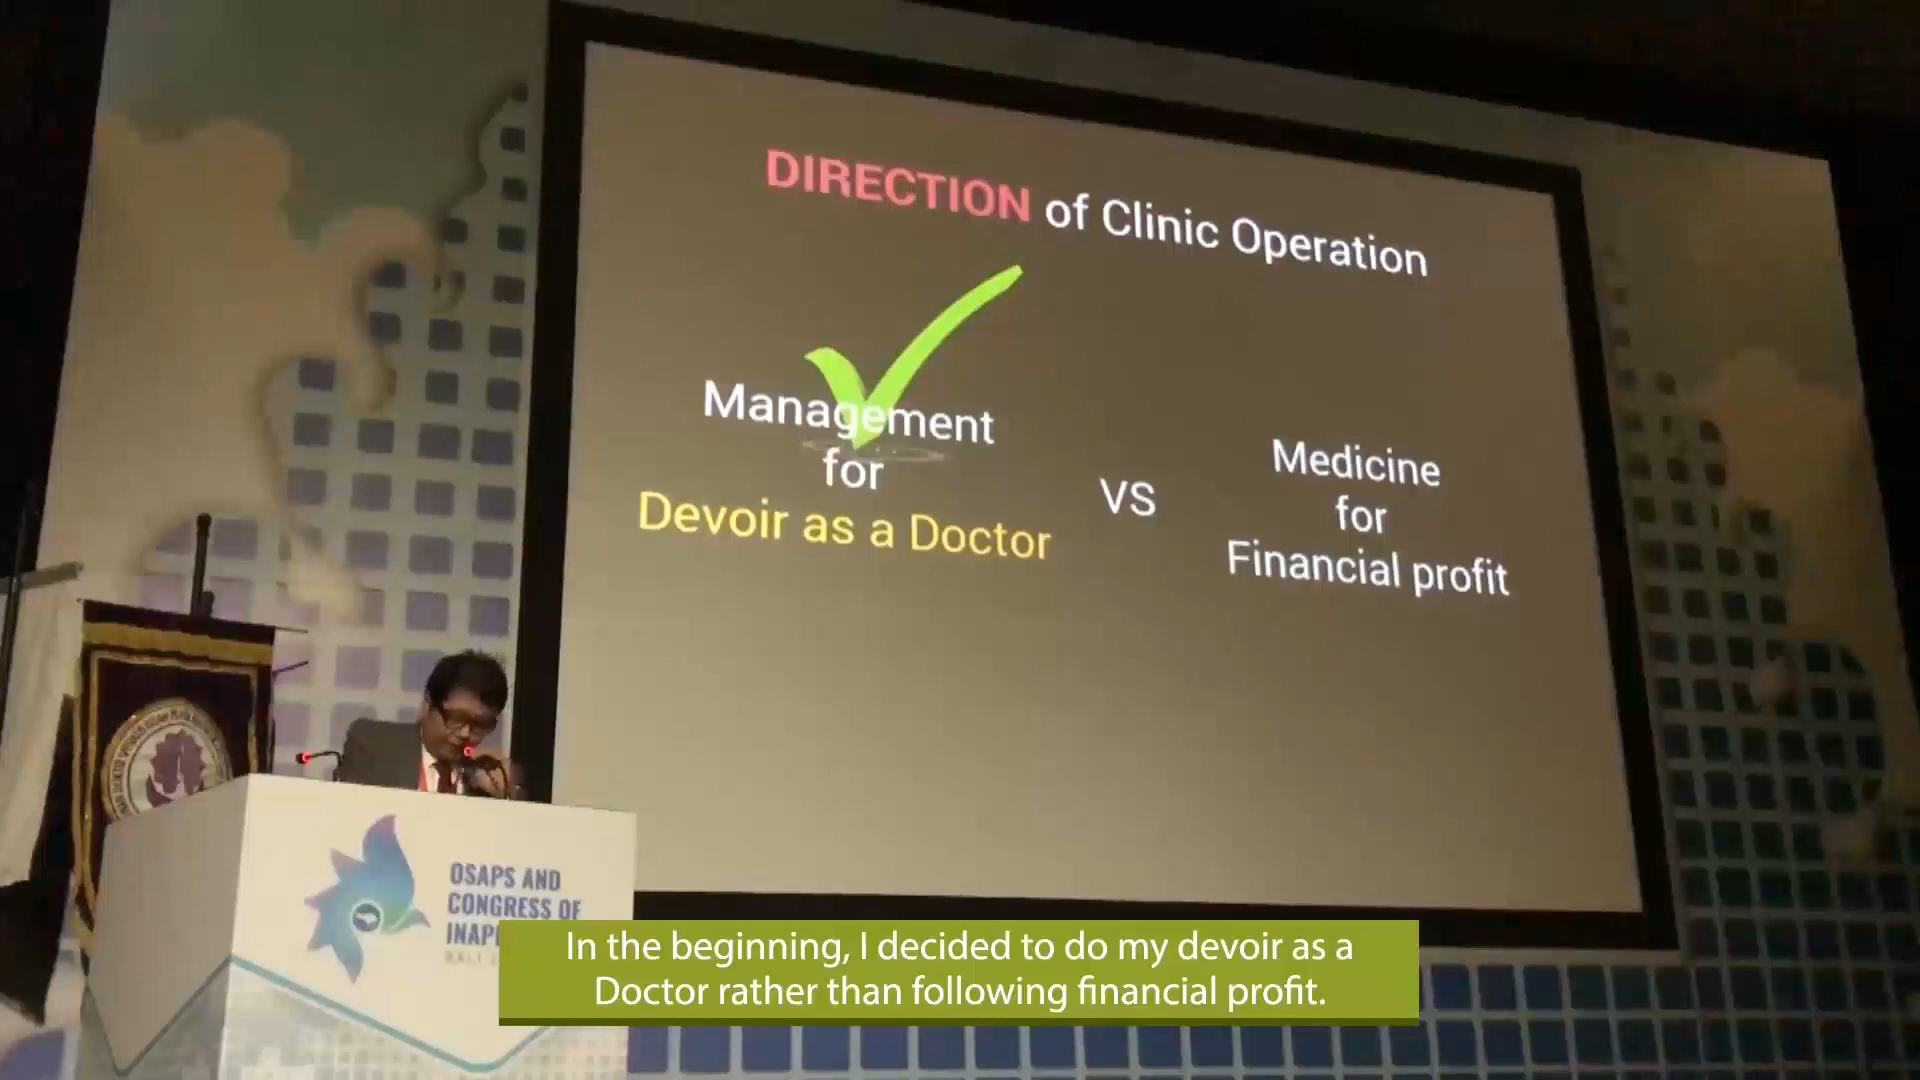 DIRECTION of Clinic Operation
Management
for
Devoir as a Doctor
VS
Medicine
for
Financial profit
OSAPS AND
CONGRESS OF
In the beginning, I decided to do my devoir as a
Doctor rather than following financial profit.